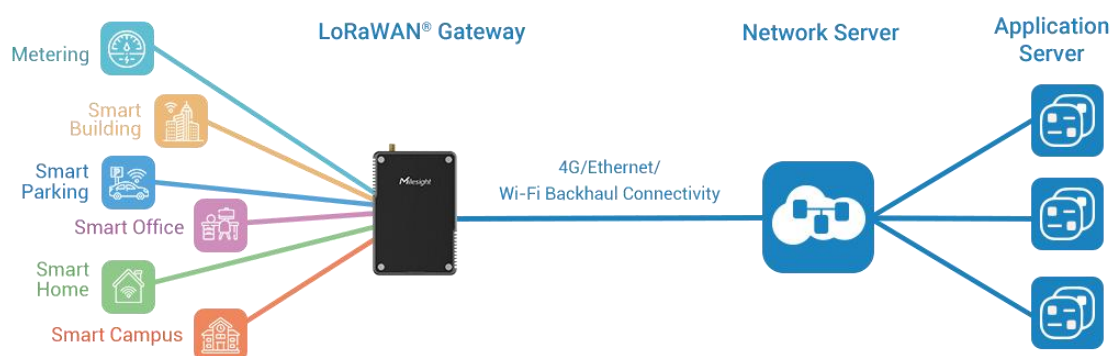 LoRaWAN® Gateway
Network Server
Application
Server
Metering
Smart
Building
Smart
Parking
P
Smart Office
Smart
Home
Smart Campus
Milesight
4G/Ethernet/
Wi-Fi Backhaul Connectivity